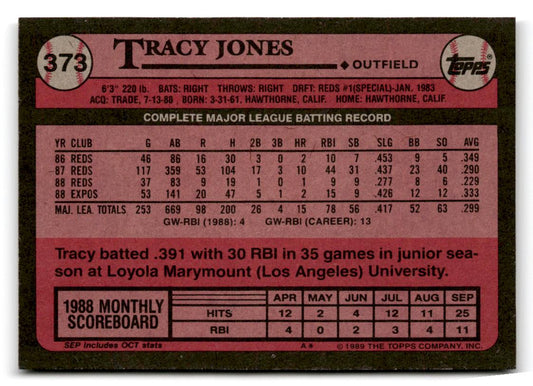 373
TRACY JONES
◆OUTFIELD
topps
6'3" 220 lb. BATS: RIGHT THROWS: RIGHT DRFT: REDS #1(SPECIAL)-JAN. 1983
ACQ: TRADE, 7-13-88 , BORN: 3-31-61. HAWTHORNE, CALIF. HOME: HAWTHORNE, CALIF.
COMPLETE MAJOR LEAGUE BATTING RECORD
YR CLUB G AB R H 2B 3B HR RBI SB SLG BB SO AVG
86 REDS 46 86 16 30 3 0 2 10 7 .453 9 5 .349
87 REDS 117 359 53 104 17 3 10 44 31 .437 23 40 .290
88 REDS 37 83 9 19 1 0 1 9 9 .277 8 6 .229
88 EXPOS 53 141 20 47 5 1 2 15 9 .426 12 12 .333
MAJ. LEA. TOTALS 253 669 98 200 26 4 15 78 56 .417 52 63 .299
GW-RBI (1988): 4 GW-RBI (CAREER): 13
Tracy batted .391 with 30 RBI in 35 games in junior sea-
son at Loyola Marymount (Los Angeles) University.
1988 MONTHLY
SCOREBOARD
APR MAY JUN JUL AUG SEP
HITS 12 2 4 12 11 25
RBI 4 0 2 3 4 11
SEP includes OCT stats
A* © 1989 THE TOPPS COMPANY, INC.